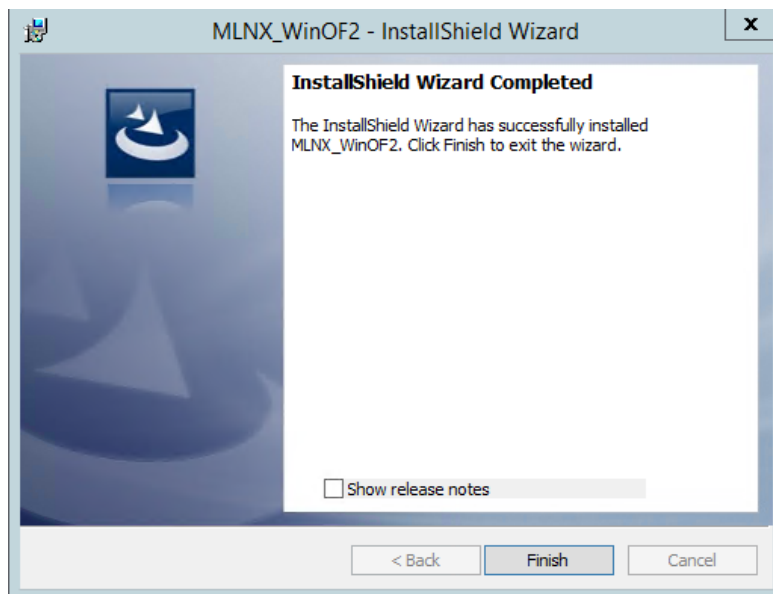 MLNX_WinOF2 - InstallShield Wizard
x
InstallShield Wizard Completed
The InstallShield Wizard has successfully installed
MLNX_WinOF2. Click Finish to exit the wizard.
Show release notes
< Back
Finish
Cancel